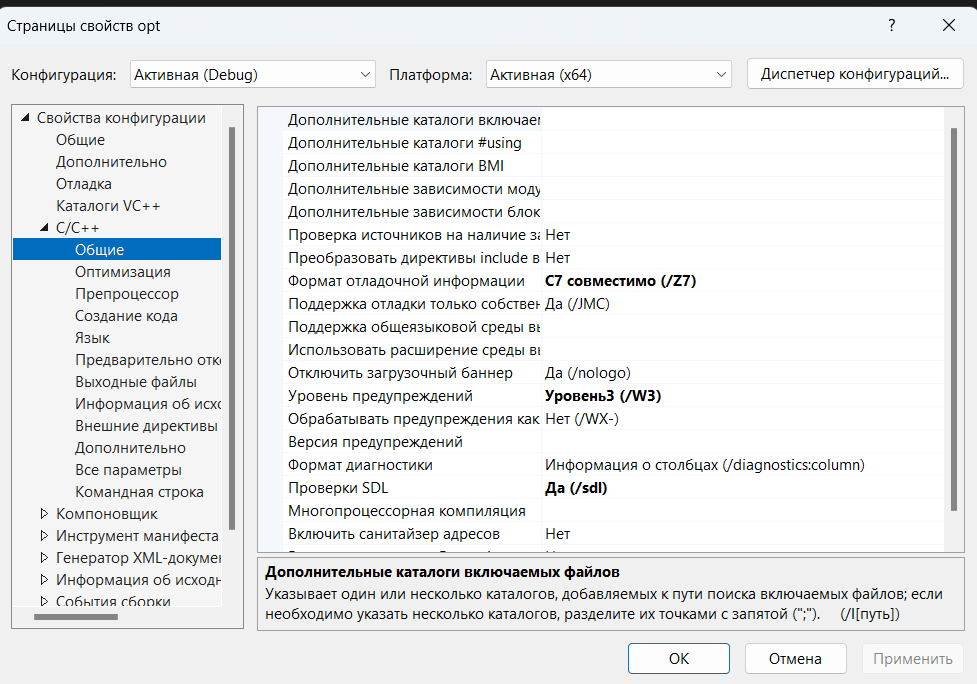 Страницы свойств opt
?
Конфигурация: Активная (Debug) Платформа: Активная (x64) Диспетчер конфигураций...
Свойства конфигурации
Общие
Дополнительно
Отладка
Каталоги VC++
C/C++
Общие
Оптимизация
Препроцессор
Создание кода
Язык
Предварительно отко
Выходные файлы
Информация об исхо
Внешние директивы
Дополнительно
Все параметры
Командная строка
Компоновщик
Инструмент манифеста
Генератор XML-докумен
Информация об исходн
События сборки
Дополнительные каталоги включаем
Дополнительные каталоги #using
Дополнительные каталоги BMI
Дополнительные зависимости моду
Дополнительные зависимости блок
Проверка источников на наличие за Нет
Преобразовать директивы include в Нет
Формат отладочной информации C7 совместимо (/Z7)
Поддержка отладки только собствен Да (/JMC)
Поддержка общеязыковой среды вы
Использовать расширение среды вы
Отключить загрузочный баннер Да (/nologo)
Уровень предупреждений Уровень3 (/W3)
Обрабатывать предупреждения как Нет (/WX-)
Версия предупреждений
Формат диагностики Информация о столбцах (/diagnostics:column)
Проверки SDL Да (/sdl)
Многопроцессорная компиляция
Включить санитайзер адресов Нет
Дополнительные каталоги включаемых файлов
Указывает один или несколько каталогов, добавляемых к пути поиска включаемых файлов; если
необходимо указать несколько каталогов, разделите их точками с запятой (";"). (/I[путь])
ОК Отмена Применить